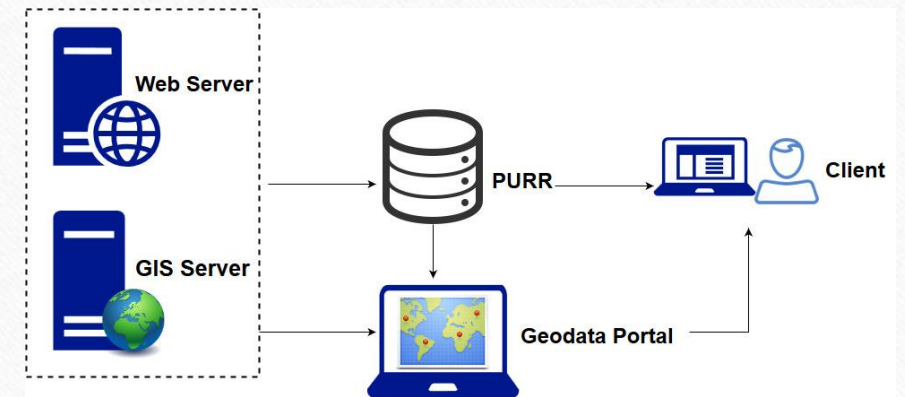 Web Server
PURR
Client
GIS Server
Geodata Portal